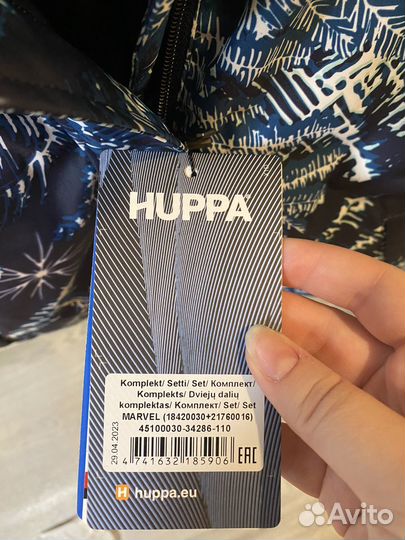 HUPPA
Komplekt/ Setti/ Set/ Комплект/
Komplekts/ Dviejų dalių
komplektas/ Комплект/ Set/ Set
MARVEL (18420030+21760016)
45100030-34286-110
29.04.2023
4 741632 185906
EAC
H huppa.eu
Avito